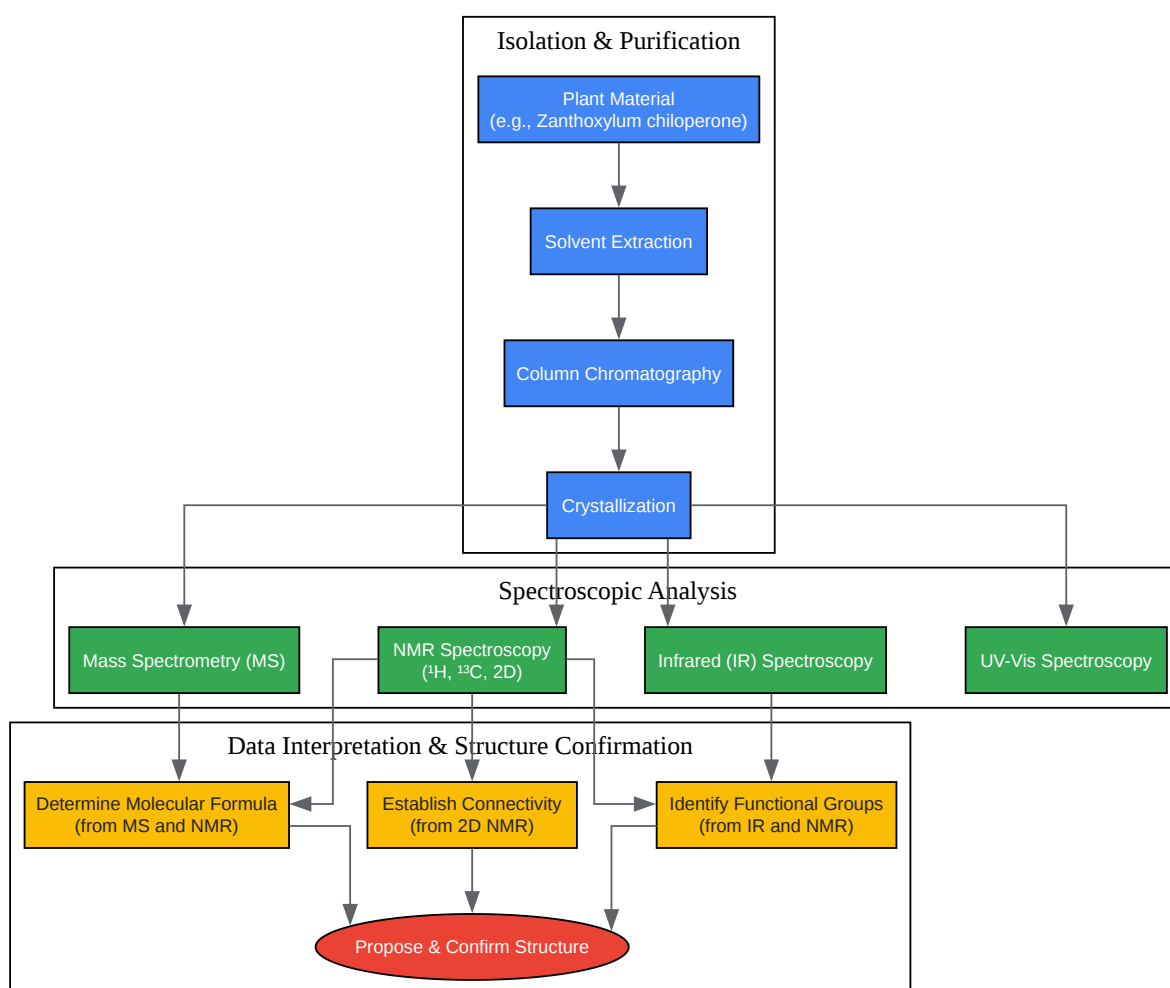 Isolation & Purification
Plant Material
(e.g., Zanthoxylum chiloperone)
Solvent Extraction
Column Chromatography
Crystallization
Spectroscopic Analysis
Mass Spectrometry (MS)
NMR Spectroscopy
(¹H, ¹³C, 2D)
Infrared (IR) Spectroscopy
UV-Vis Spectroscopy
Data Interpretation & Structure Confirmation
Determine Molecular Formula
(from MS and NMR)
Establish Connectivity
(from 2D NMR)
Identify Functional Groups
(from IR and NMR)
Propose & Confirm Structure